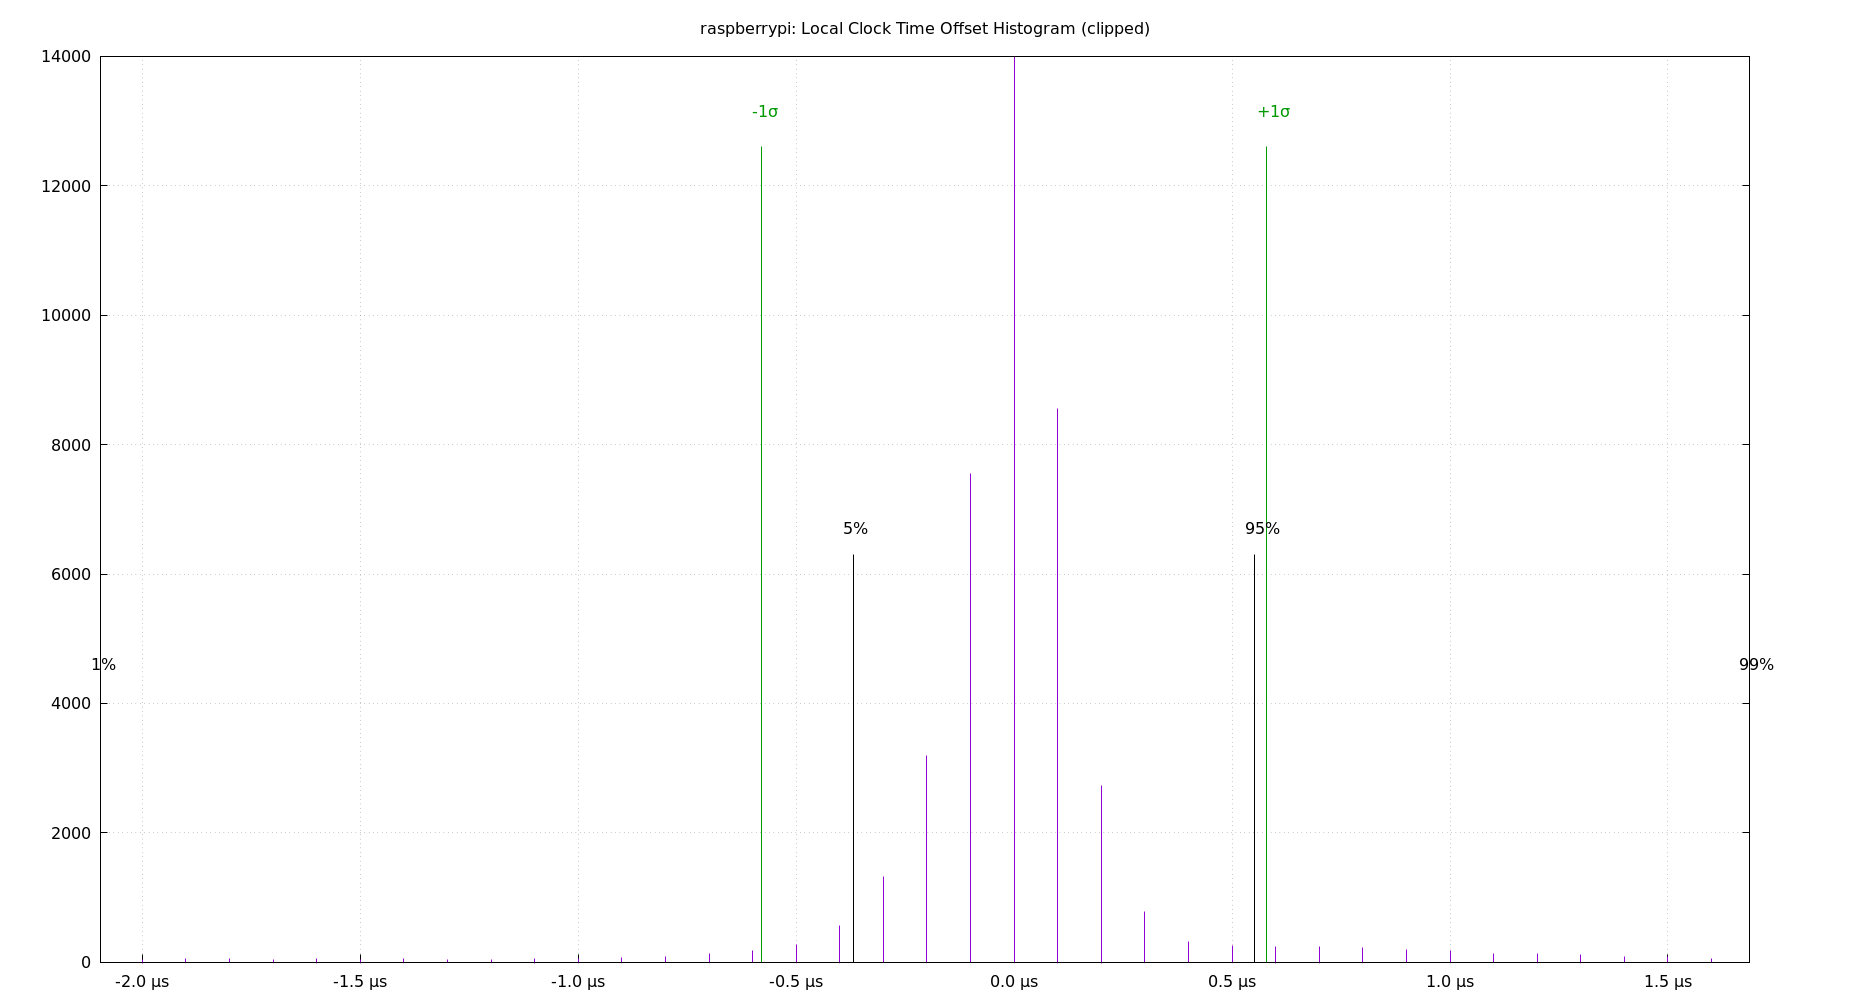 raspberrypi: Local Clock Time Offset Histogram (clipped)
14000
-1σ
+1σ
12000
10000
8000
5%
95%
6000
1%
99%
4000
2000
0
-2.0 µs
-1.5 µs
-1.0 µs
-0.5 µs
0.0 µs
0.5 µs
1.0 µs
1.5 µs